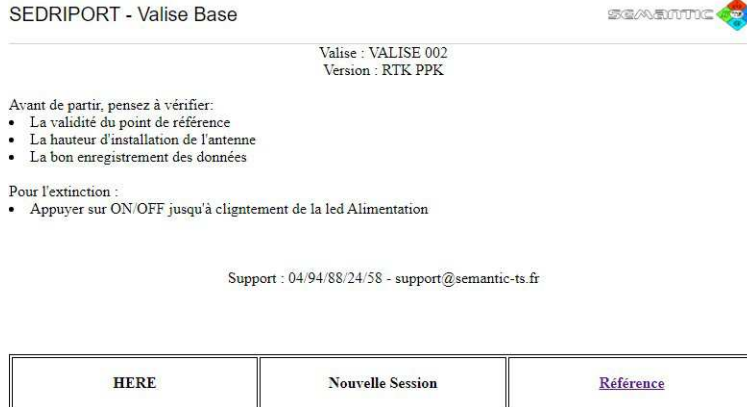 SEDRIPORT - Valise Base
SEMANTIC
Valise : VALISE 002
Version : RTK PPK
Avant de partir, pensez à vérifier:
• La validité du point de référence
• La hauteur d'installation de l'antenne
• La bon enregistrement des données
Pour l'extinction :
• Appuyer sur ON/OFF jusqu'à cligntement de la led Alimentation
Support : 04/94/88/24/58 - support@semantic-ts.fr
HERE
Nouvelle Session
Référence